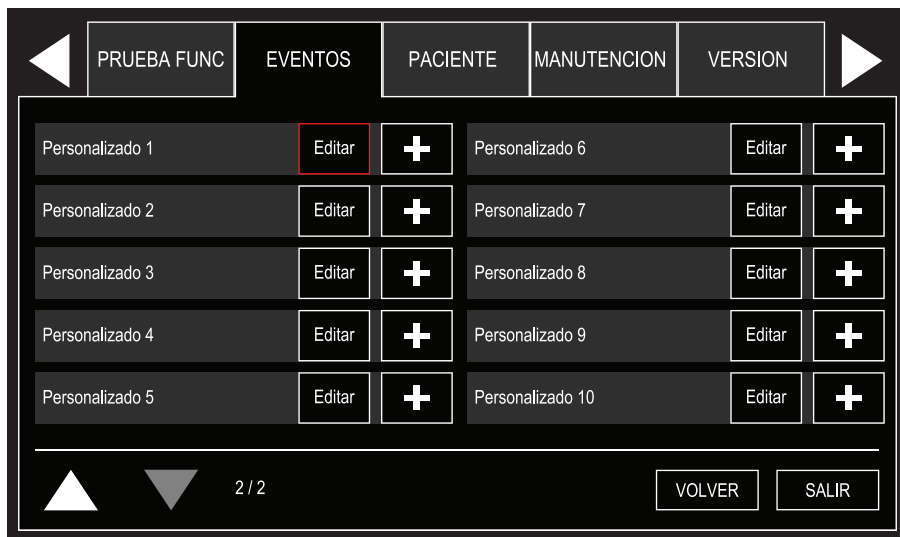 PRUEBA FUNC EVENTOS PACIENTE MANUTENCION VERSION
Personalizado 1 Editar Personalizado 6 Editar
Personalizado 2 Editar Personalizado 7 Editar
Personalizado 3 Editar Personalizado 8 Editar
Personalizado 4 Editar Personalizado 9 Editar
Personalizado 5 Editar Personalizado 10 Editar
2 / 2 VOLVER SALIR